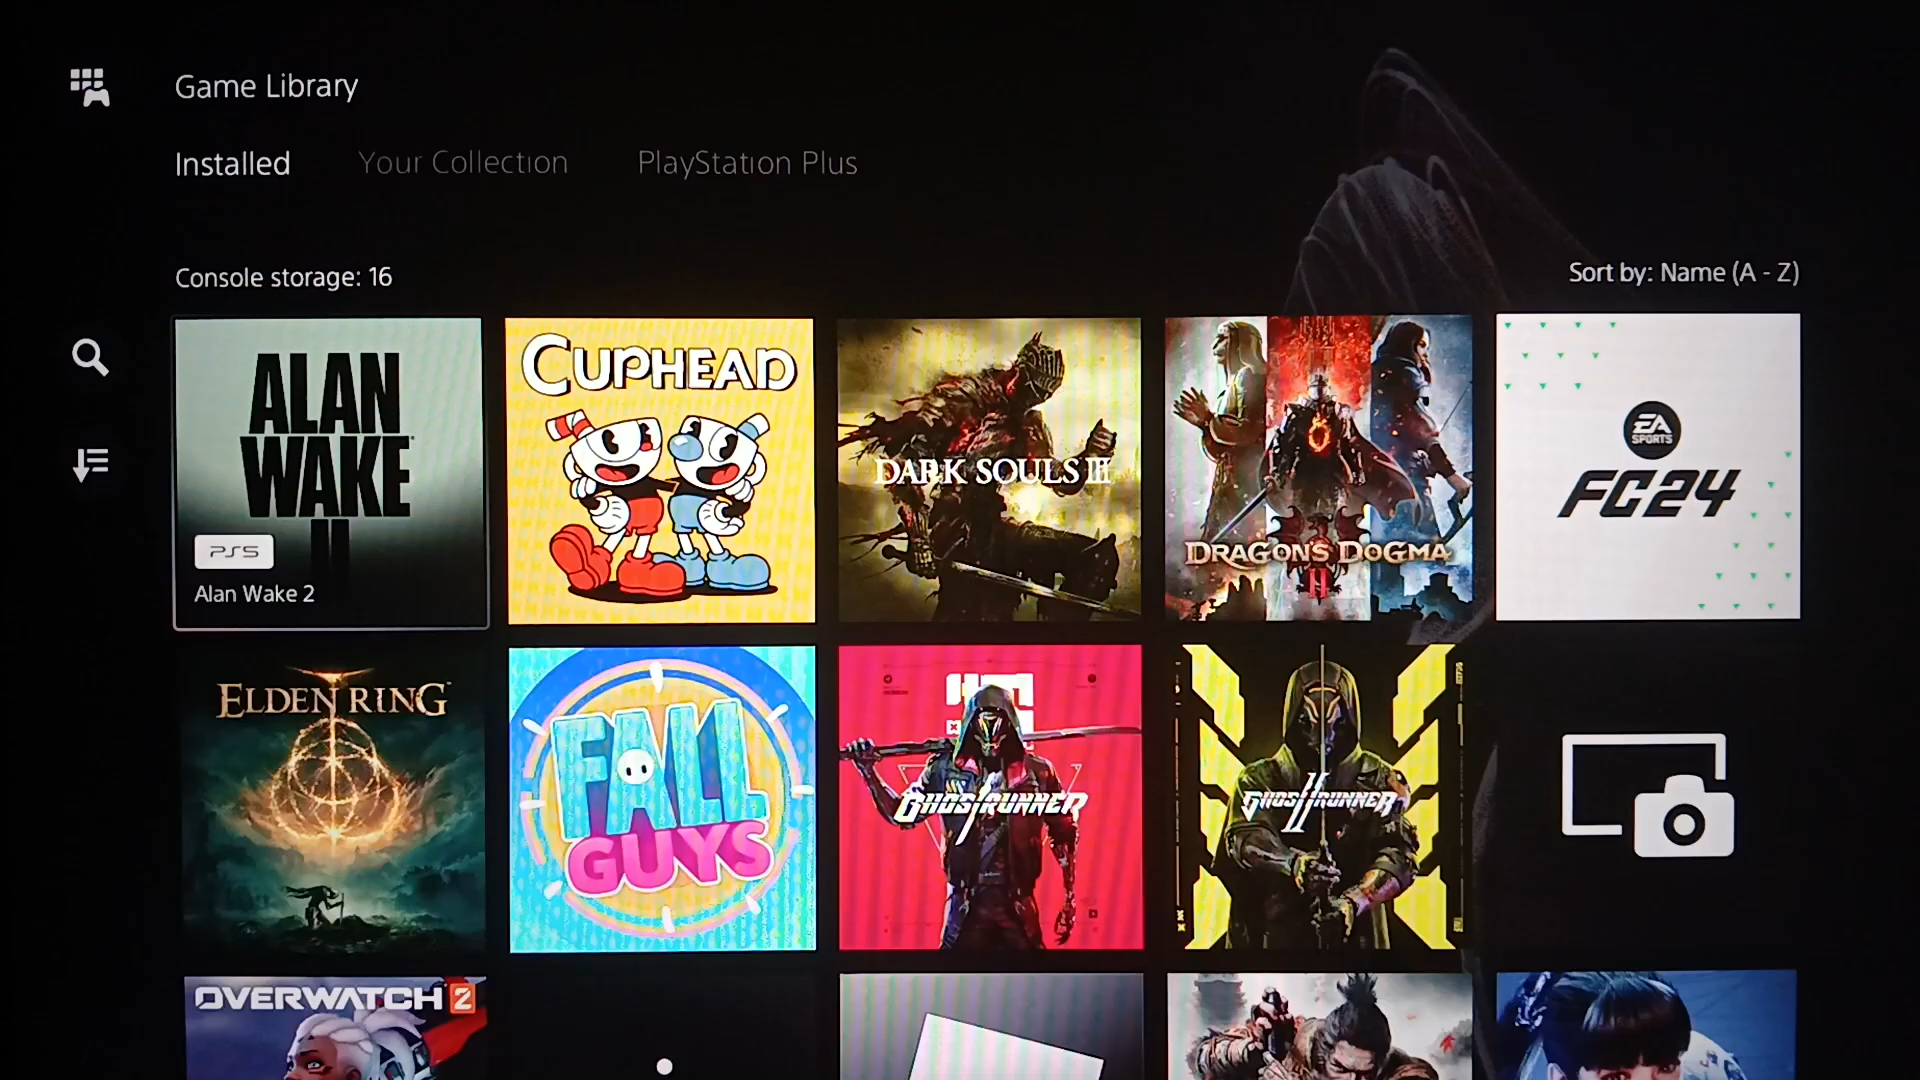 Game Library
Installed
Your Collection
PlayStation Plus
Console storage: 16
Sort by: Name (A - Z)
ALAN
WAKE
II
PS5
Alan Wake 2
CUPHEAD
DARK SOULS III
DRAGON'S DOGMA
II
EA
SPORTS
FC24
ELDEN RING
FALL
GUYS
GHOSTRUNNER
GHOSTRUNNER
II
OVERWATCH 2